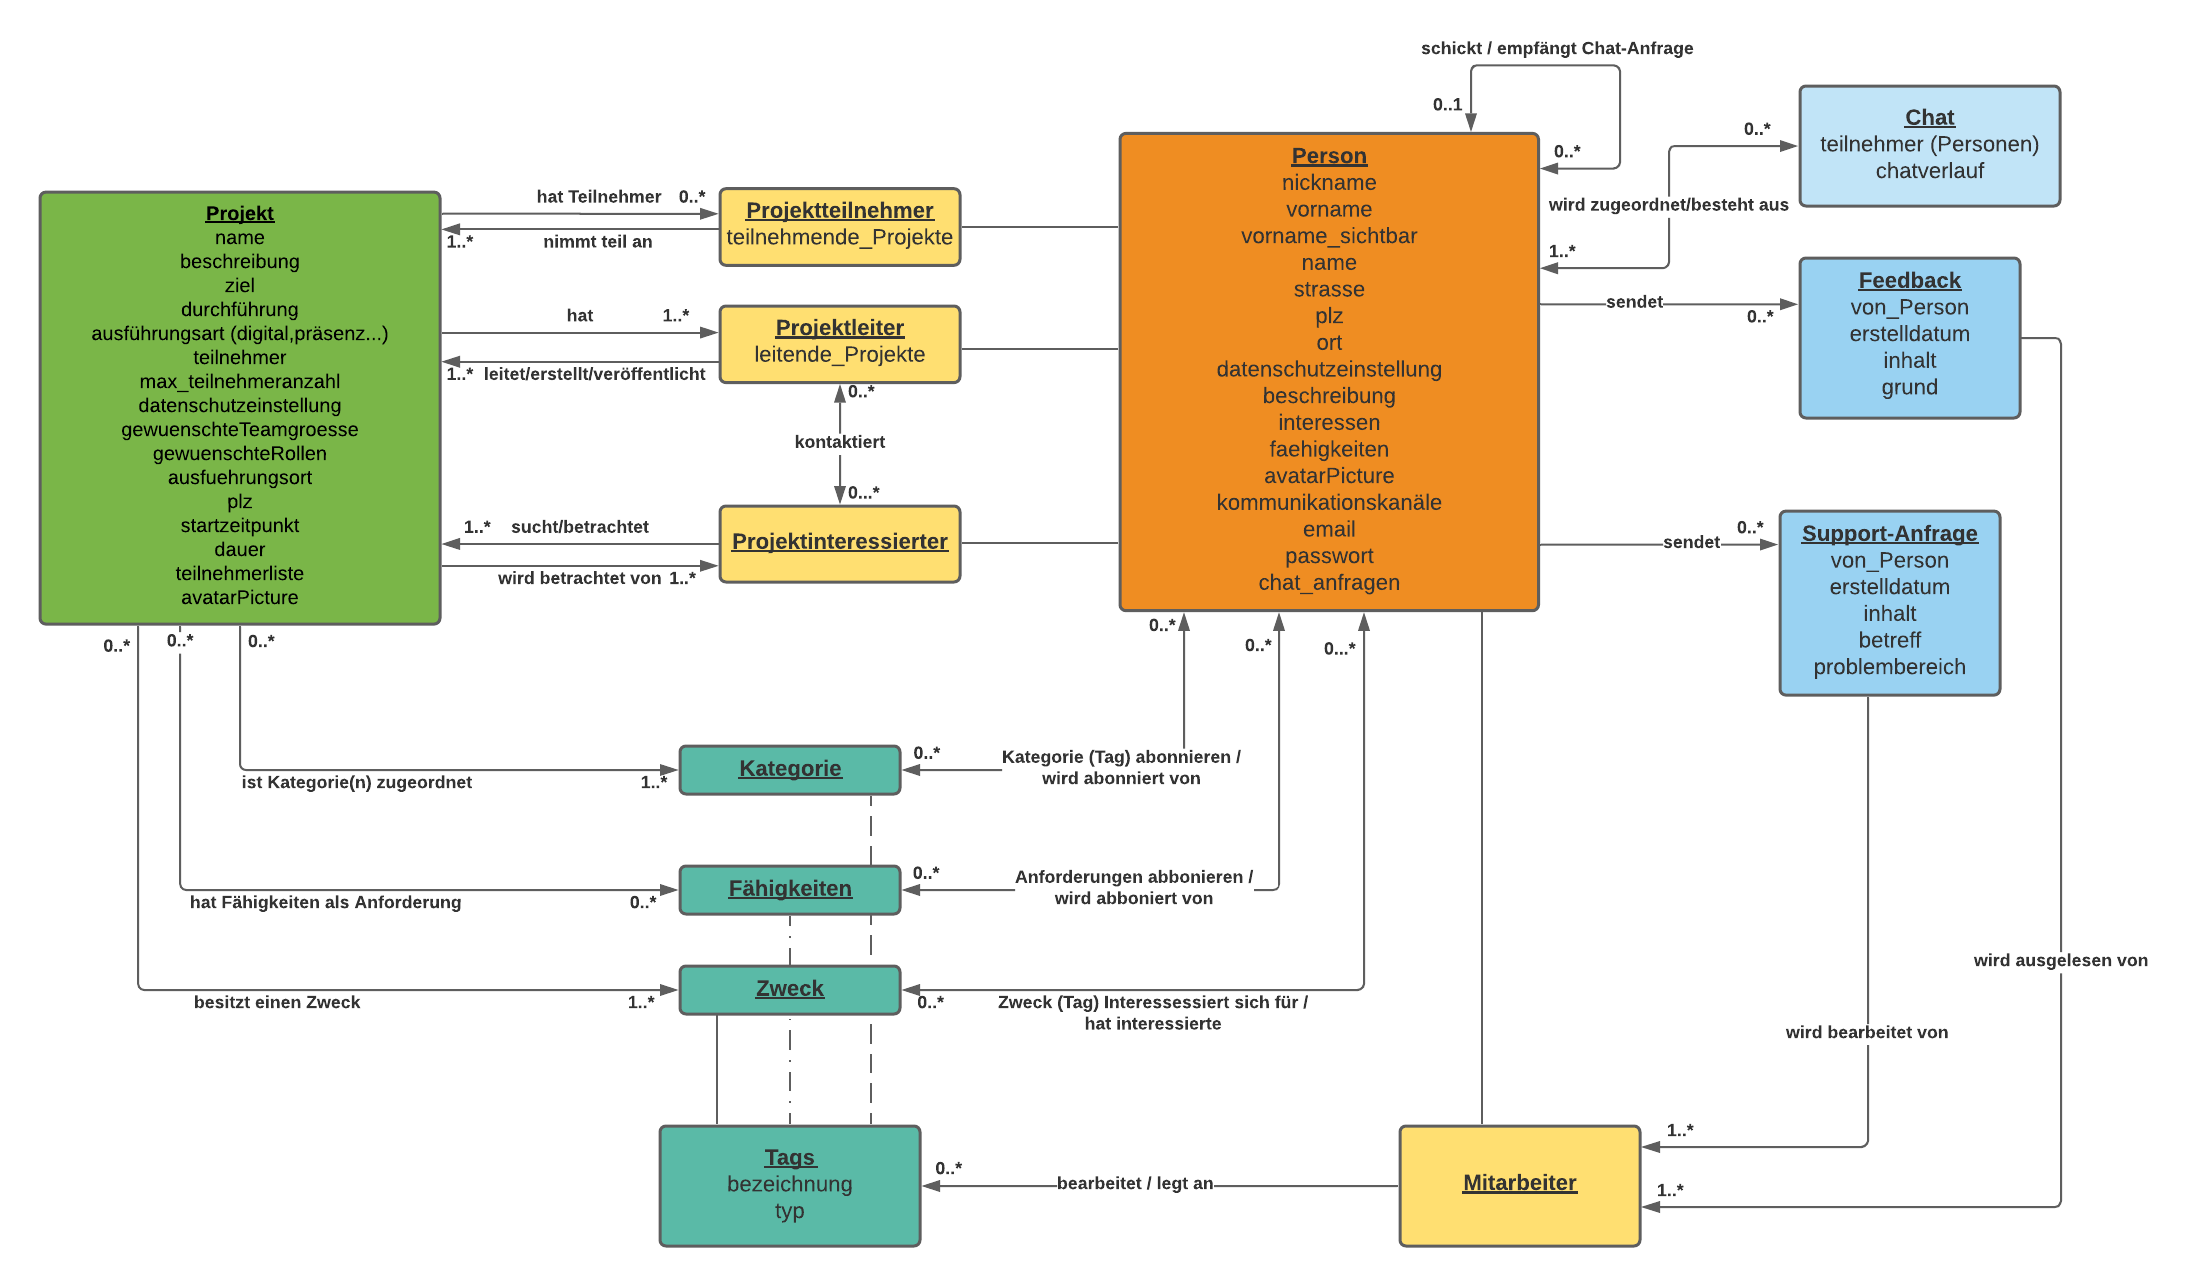 schickt / empfängt Chat-Anfrage
0..1
0..*
Projekt
name
beschreibung
ziel
durchführung
ausführungsart (digital,präsenz...)
teilnehmer
max_teilnehmeranzahl
datenschutzeinstellung
gewuenschteTeamgroesse
gewuenschteRollen
ausfuehrungsort
plz
startzeitpunkt
dauer
teilnehmerliste
avatarPicture
hat Teilnehmer 0..*
1..* nimmt teil an
hat 1..*
1..* leitet/erstellt/veröffentlicht
1..* sucht/betrachtet
wird betrachtet von 1..*
Projektteilnehmer
teilnehmende_Projekte
Projektleiter
leitende_Projekte
0..*
kontaktiert
0...*
Projektinteressierter
Person
nickname
vorname
vorname_sichtbar
name
strasse
plz
ort
datenschutzeinstellung
beschreibung
interessen
faehigkeiten
avatarPicture
kommunikationskanäle
email
passwort
chat_anfragen
0..*
wird zugeordnet/besteht aus
1..*
Chat
teilnehmer (Personen)
chatverlauf
sendet
0..*
Feedback
von_Person
erstelldatum
inhalt
grund
sendet
0..*
Support-Anfrage
von_Person
erstelldatum
inhalt
betreff
problembereich
0..*
0..*
0..*
0..*
0..*
0...*
ist Kategorie(n) zugeordnet
1..*
Kategorie
0..*
Kategorie (Tag) abonnieren /
wird abonniert von
hat Fähigkeiten als Anforderung
0..*
Fähigkeiten
0..*
Anforderungen abbonieren /
wird abboniert von
besitzt einen Zweck
1..*
Zweck
0..*
Zweck (Tag) Interessessiert sich für /
hat interessierte
wird ausgelesen von
wird bearbeitet von
Tags
bezeichnung
typ
0..*
bearbeitet / legt an
Mitarbeiter
1..*
1..*